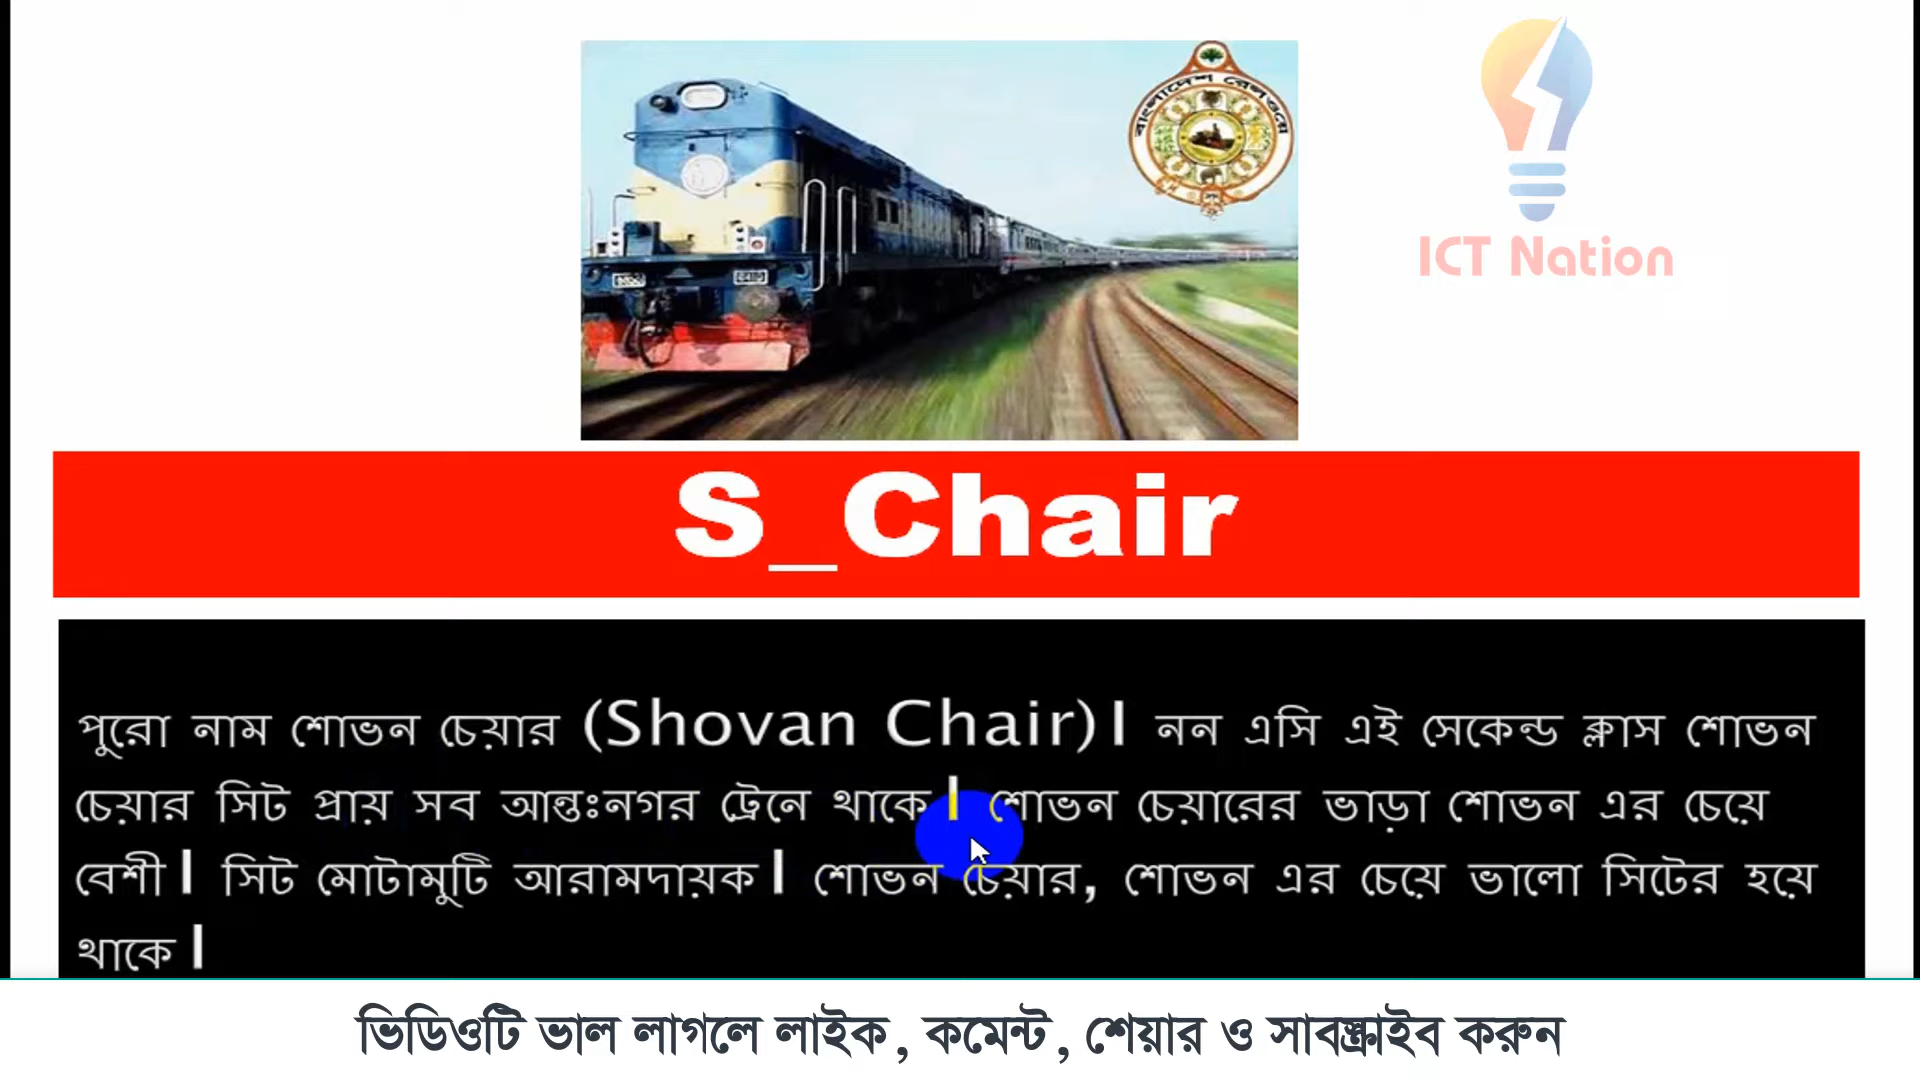 বাংলাদেশ রেলওয়ে
ICT Nation
S_Chair
পুরো নাম শোভন চেয়ার (Shovan Chair)। নন এসি এই সেকেন্ড ক্লাস শোভন
চেয়ার সিট প্রায় সব আন্তঃনগর ট্রেনে থাকে। শোভন চেয়ারের ভাড়া শোভন এর চেয়ে
বেশী। সিট মোটামুটি আরামদায়ক। শোভন চেয়ার, শোভন এর চেয়ে ভালো সিটের হয়ে
থাকে।
ভিডিওটি ভাল লাগলে লাইক, কমেন্ট, শেয়ার ও সাবস্ক্রাইব করুন